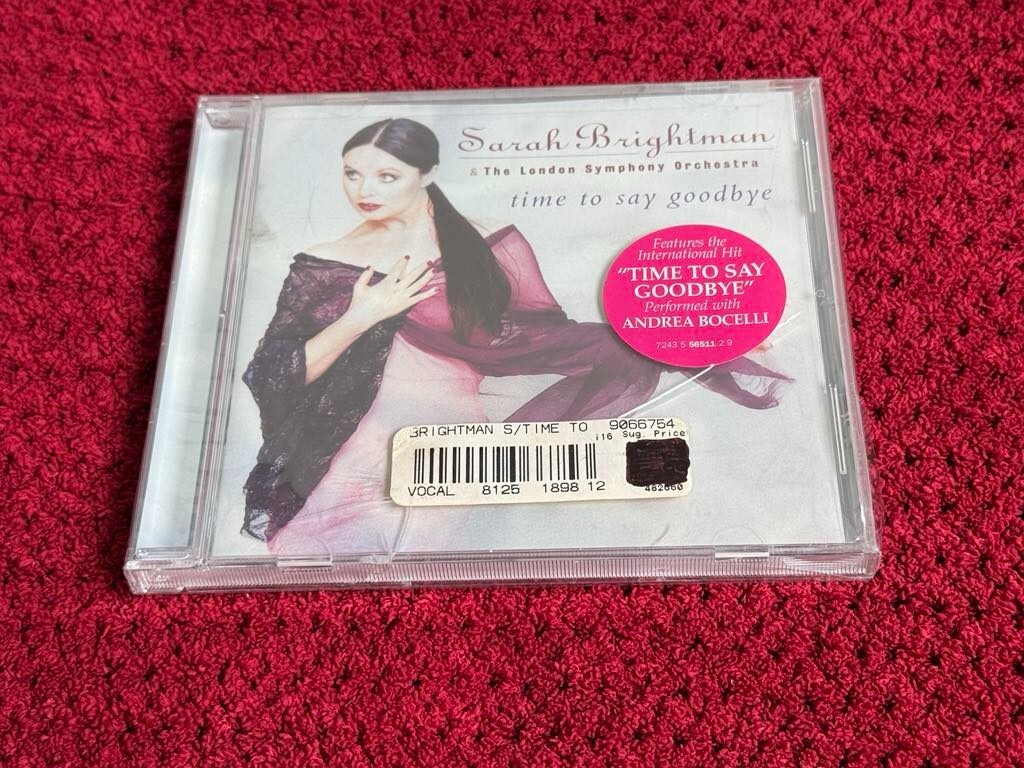 Sarah Brightman
& The London Symphony Orchestra
time to say goodbye
Features the
International Hit
"TIME TO SAY
GOODBYE"
Performed with
ANDREA BOCELLI
7243 5 56511 2 9
BRIGHTMAN S/TIME TO 9066754
i16 Sug. Price
VOCAL 8125 1898 12
482660